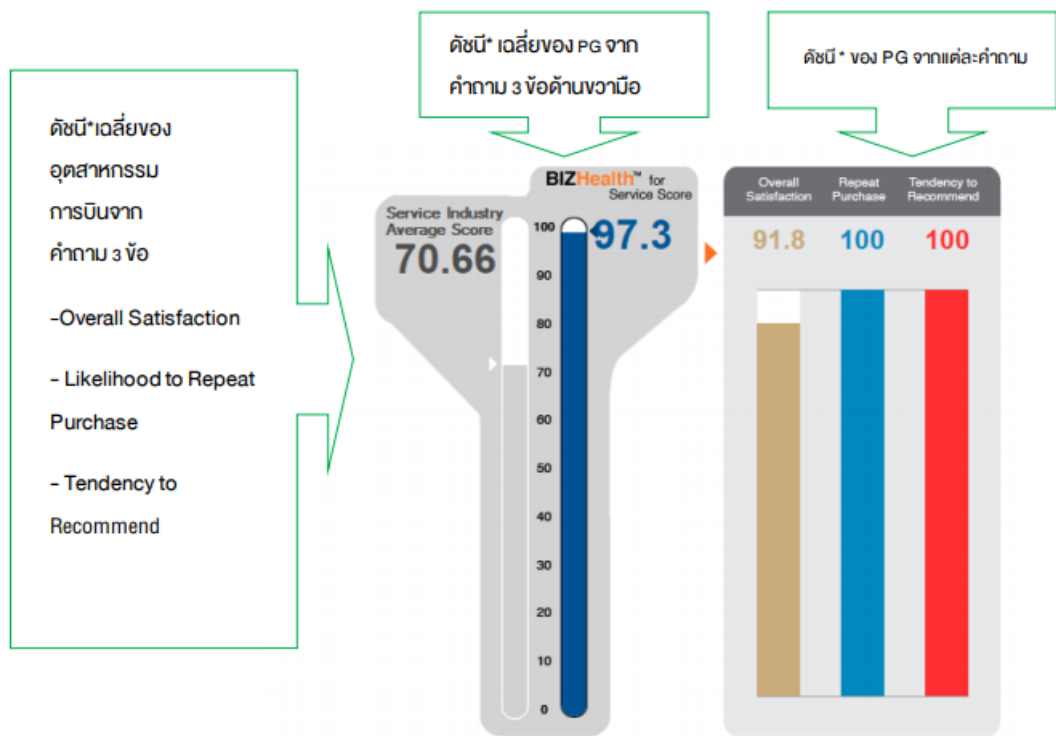 ดัชนี* เฉลี่ยของ PG จาก
คำถาม 3 ข้อด้านขวามือ
ดัชนี * ของ PG จากแต่ละคำถาม
ดัชนี*เฉลี่ยของ
อุตสาหกรรม
การบินจาก
คำถาม 3 ข้อ
-Overall Satisfaction
- Likelihood to Repeat
Purchase
- Tendency to
Recommend
Service Industry
Average Score
70.66
BIZHealth™ for
Service Score
97.3
100
90
80
70
60
50
40
30
20
10
0
Overall
Satisfaction
Repeat
Purchase
Tendency to
Recommend
91.8
100
100